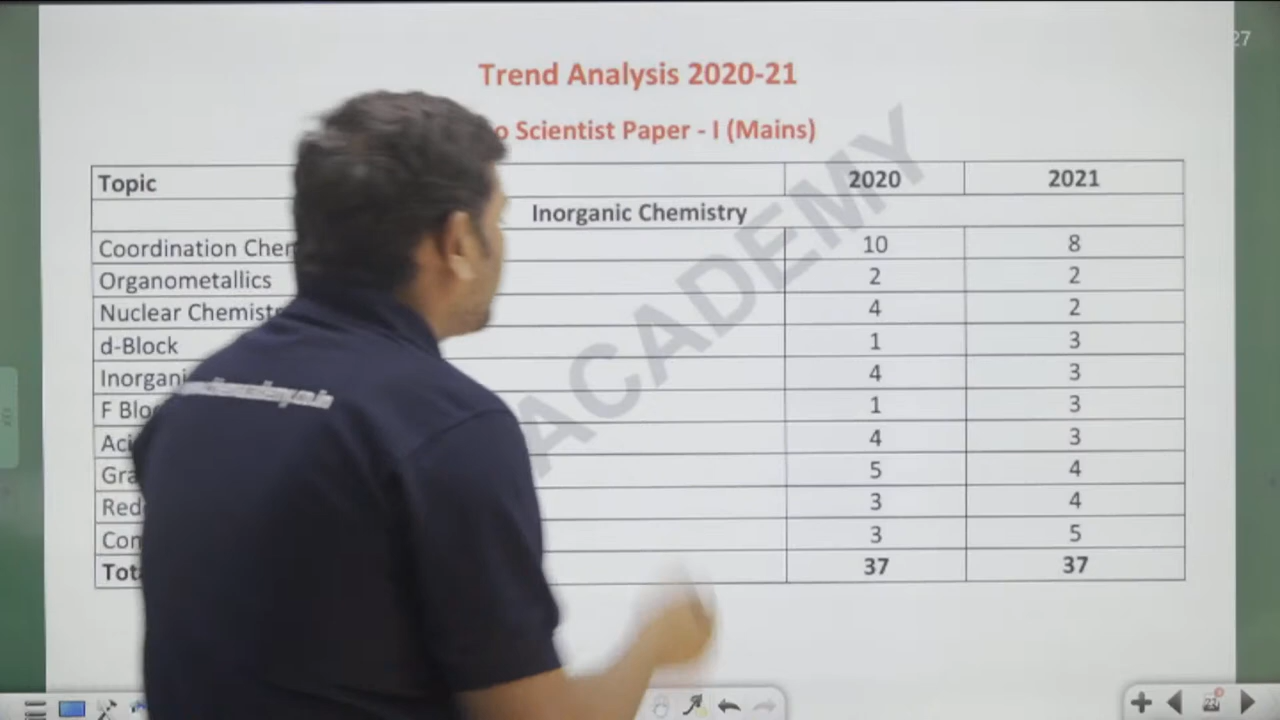 27
Trend Analysis 2020-21
o Scientist Paper - I (Mains)
Topic 2020 2021
Inorganic Chemistry
Coordination Chem 10 8
Organometallics 2 2
Nuclear Chemist 4 2
d-Block 1 3
Inorgani 4 3
F Blo 1 3
Aci 4 3
Gra 5 4
Red 3 4
Con 3 5
Tot 37 37
ACADEMY